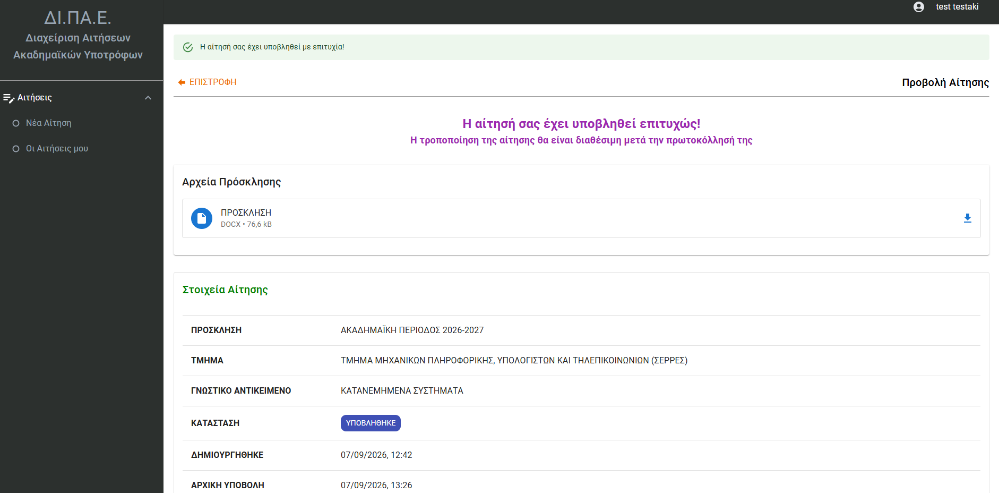 ΔΙ.ΠΑ.Ε.
Διαχείριση Αιτήσεων
Ακαδημαϊκών Υποτρόφων
Αιτήσεις
Νέα Αίτηση
Οι Αιτήσεις μου
test testaki
Η αίτησή σας έχει υποβληθεί με επιτυχία!
ΕΠΙΣΤΡΟΦΗ
Προβολή Αίτησης
Η αίτησή σας έχει υποβληθεί επιτυχώς!
Η τροποποίηση της αίτησης θα είναι διαθέσιμη μετά την πρωτοκόλλησή της
Αρχεία Πρόσκλησης
ΠΡΟΣΚΛΗΣΗ
DOCX • 76,6 kB
Στοιχεία Αίτησης
ΠΡΟΣΚΛΗΣΗ ΑΚΑΔΗΜΑΪΚΗ ΠΕΡΙΟΔΟΣ 2026-2027
ΤΜΗΜΑ ΤΜΗΜΑ ΜΗΧΑΝΙΚΩΝ ΠΛΗΡΟΦΟΡΙΚΗΣ, ΥΠΟΛΟΓΙΣΤΩΝ ΚΑΙ ΤΗΛΕΠΙΚΟΙΝΩΝΙΩΝ (ΣΕΡΡΕΣ)
ΓΝΩΣΤΙΚΟ ΑΝΤΙΚΕΙΜΕΝΟ ΚΑΤΑΝΕΜΗΜΕΝΑ ΣΥΣΤΗΜΑΤΑ
ΚΑΤΑΣΤΑΣΗ ΥΠΟΒΛΗΘΗΚΕ
ΔΗΜΙΟΥΡΓΗΘΗΚΕ 07/09/2026, 12:42
ΑΡΧΙΚΗ ΥΠΟΒΟΛΗ 07/09/2026, 13:26